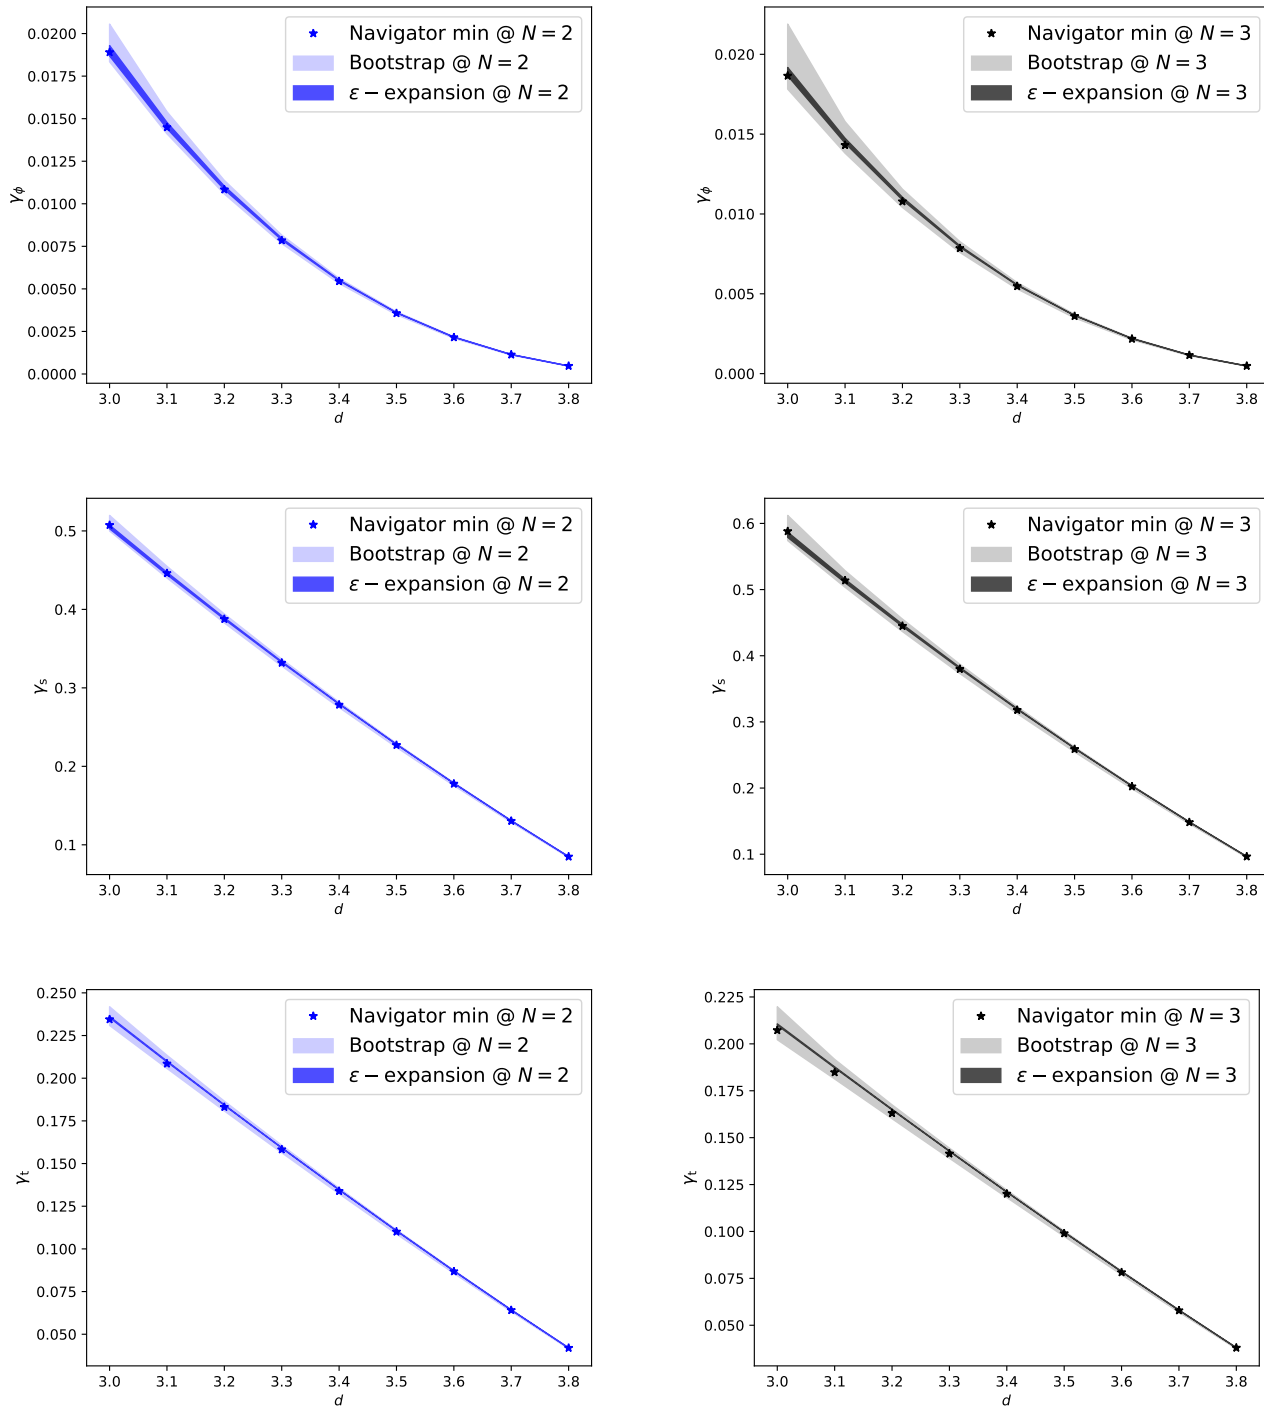 Navigator min @ N = 2
Bootstrap @ N = 2
ε − expansion @ N = 2
0.0200
0.0175
0.0150
0.0125
0.0100
0.0075
0.0050
0.0025
0.0000
γϕ
3.0 3.1 3.2 3.3 3.4 3.5 3.6 3.7 3.8
d
Navigator min @ N = 3
Bootstrap @ N = 3
ε − expansion @ N = 3
0.020
0.015
0.010
0.005
0.000
γϕ
3.0 3.1 3.2 3.3 3.4 3.5 3.6 3.7 3.8
d
Navigator min @ N = 2
Bootstrap @ N = 2
ε − expansion @ N = 2
0.5
0.4
0.3
0.2
0.1
γs
3.0 3.1 3.2 3.3 3.4 3.5 3.6 3.7 3.8
d
Navigator min @ N = 3
Bootstrap @ N = 3
ε − expansion @ N = 3
0.6
0.5
0.4
0.3
0.2
0.1
γs
3.0 3.1 3.2 3.3 3.4 3.5 3.6 3.7 3.8
d
Navigator min @ N = 2
Bootstrap @ N = 2
ε − expansion @ N = 2
0.250
0.225
0.200
0.175
0.150
0.125
0.100
0.075
0.050
γt
3.0 3.1 3.2 3.3 3.4 3.5 3.6 3.7 3.8
d
Navigator min @ N = 3
Bootstrap @ N = 3
ε − expansion @ N = 3
0.225
0.200
0.175
0.150
0.125
0.100
0.075
0.050
γt
3.0 3.1 3.2 3.3 3.4 3.5 3.6 3.7 3.8
d